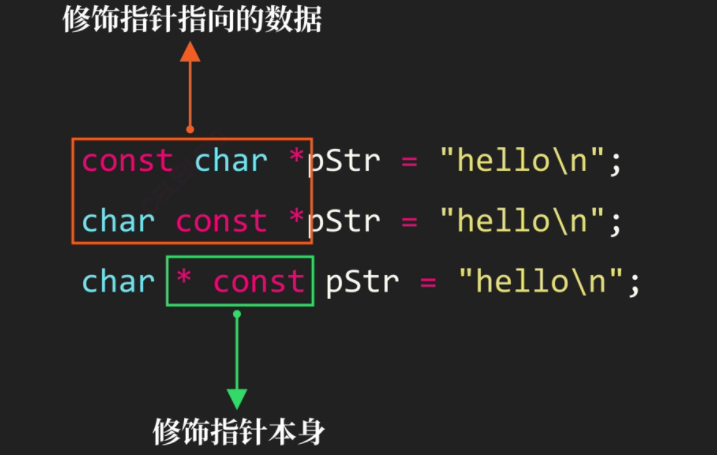 修饰指针指向的数据
const char *pStr = "hello\n";
char const *pStr = "hello\n";
char * const pStr = "hello\n";
修饰指针本身